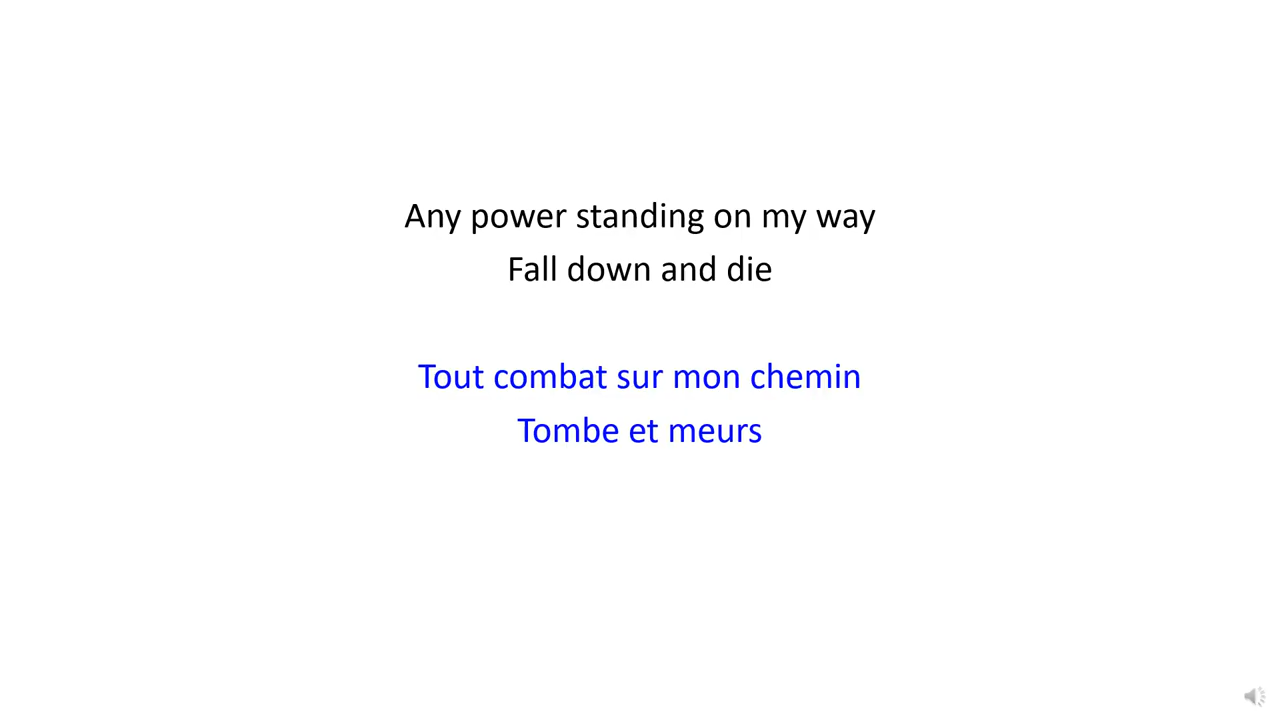 Any power standing on my way
Fall down and die
Tout combat sur mon chemin
Tombe et meurs